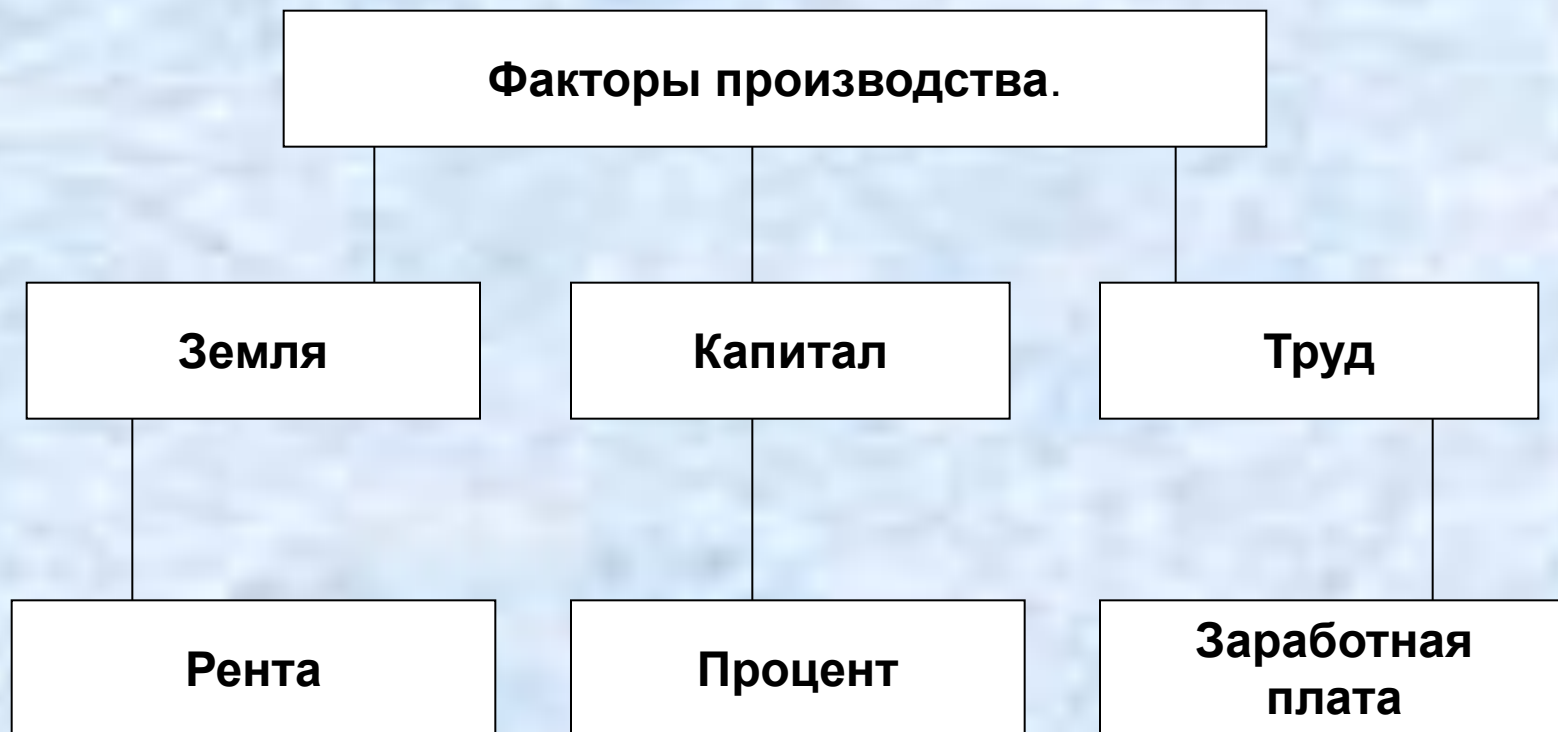 Факторы производства.
Земля
Капитал
Труд
Рента
Процент
Заработная
плата